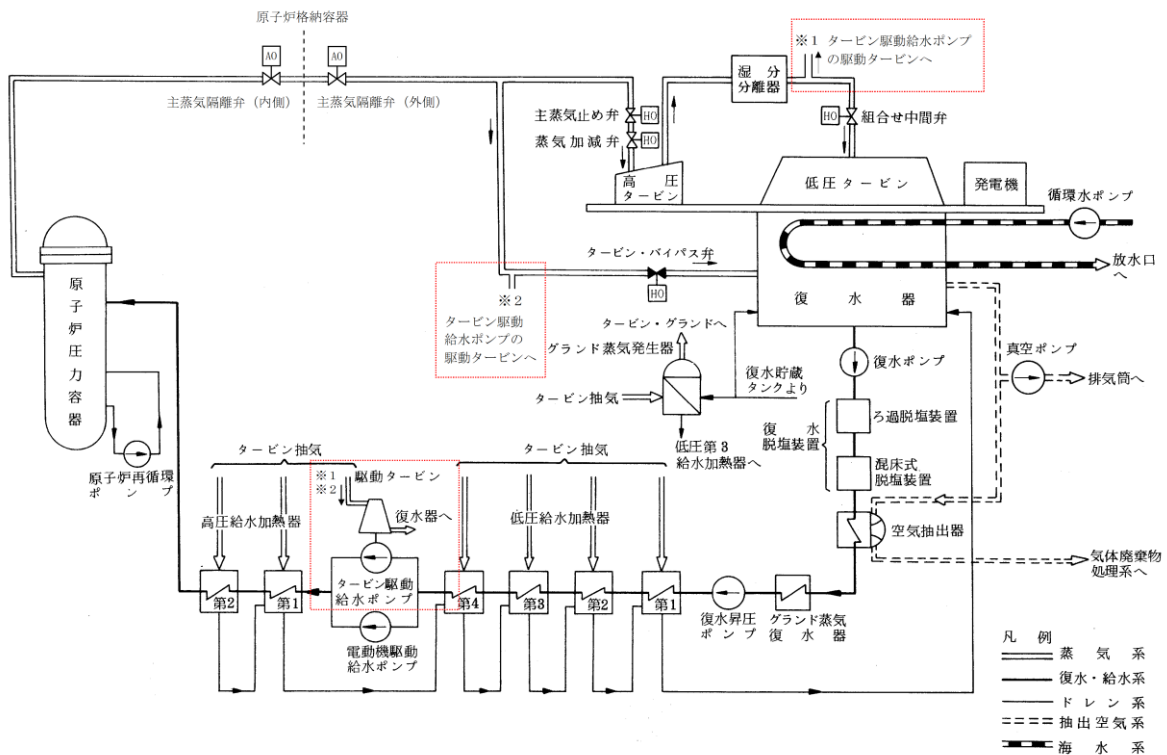 原子炉格納容器
AO
AO
主蒸気隔離弁（内側）
主蒸気隔離弁（外側）
※1 タービン駆動給水ポンプ
の駆動タービンへ
湿分
分離器
主蒸気止め弁
HO
蒸気加減弁
HO
HO
組合せ中間弁
高圧
タービン
低圧タービン
発電機
循環水ポンプ
放水口
へ
タービン・バイパス弁
HO
復水器
※2
タービン駆動
給水ポンプの
駆動タービンへ
原子炉圧力容器
タービン・グランドへ
グランド蒸気発生器
タービン抽気
復水貯蔵
タンクより
低圧第3
給水加熱器へ
復水ポンプ
真空ポンプ
排気筒へ
ろ過脱塩装置
復水
脱塩装置
混床式
脱塩装置
空気抽出器
気体廃棄物
処理系へ
原子炉再循環
ポンプ
タービン抽気
※1
※2
駆動タービン
復水器へ
タービン抽気
高圧給水加熱器
低圧給水加熱器
タービン駆動
給水ポンプ
電動機駆動
給水ポンプ
第2
第1
第4
第3
第2
第1
復水昇圧
ポンプ
グランド蒸気
復水器
凡例
蒸気系
復水・給水系
ドレン系
抽出空気系
海水系